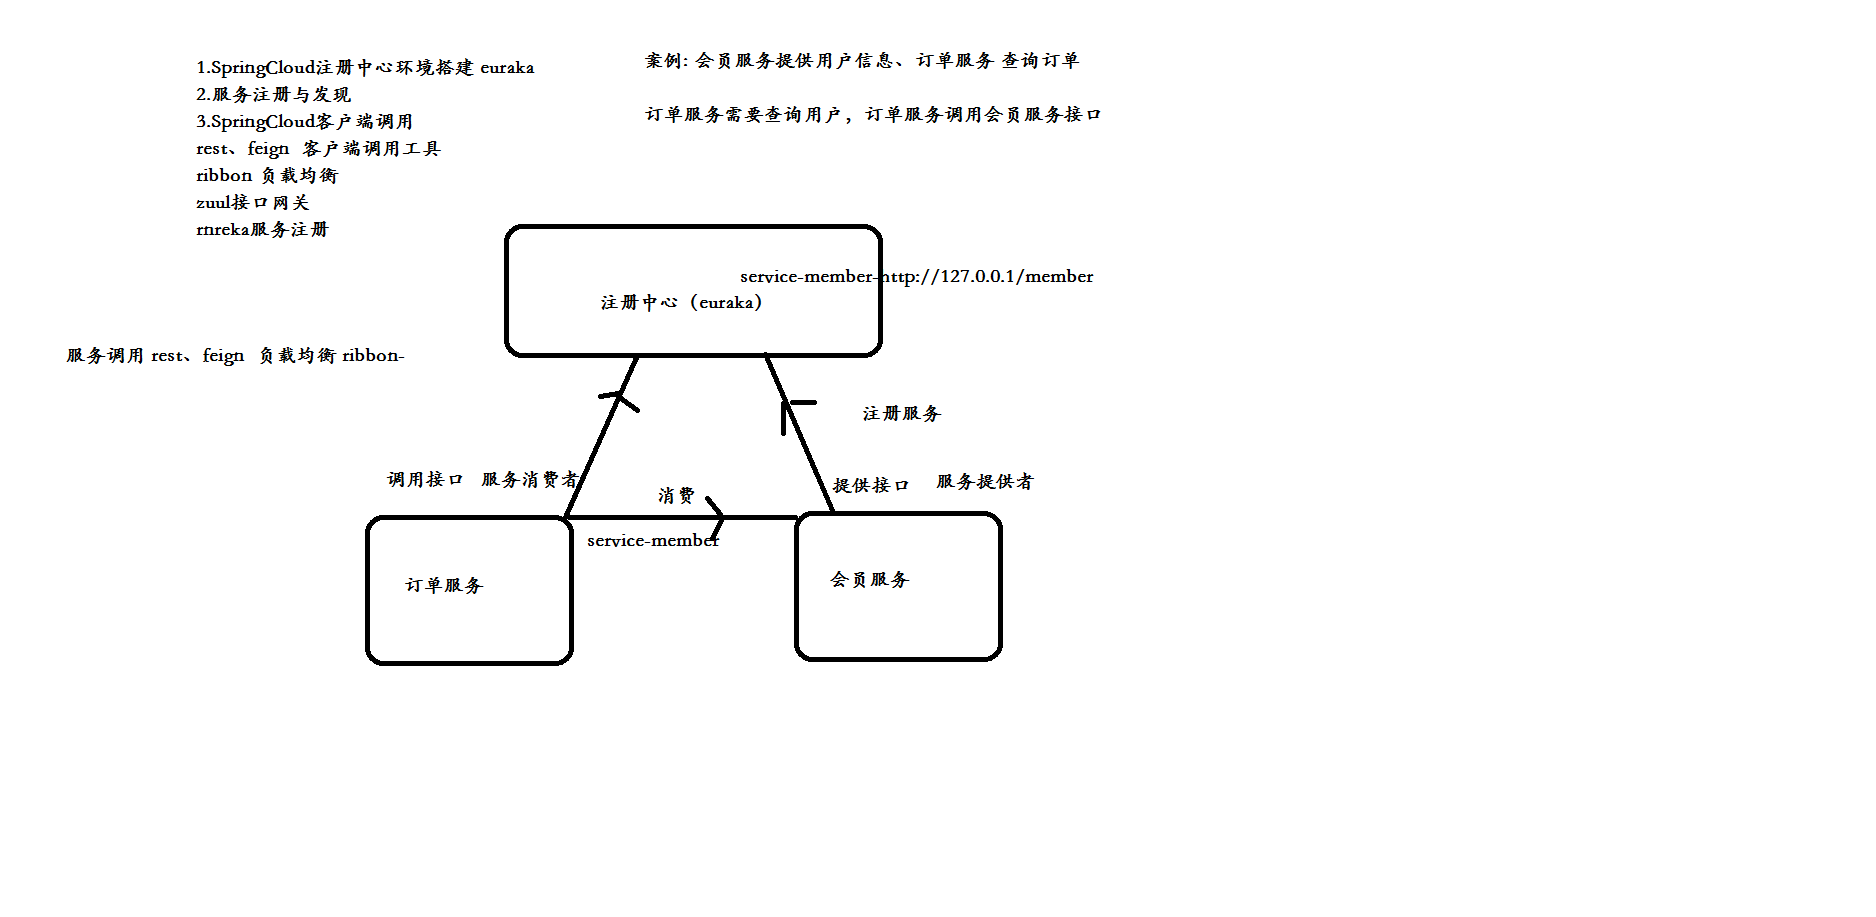 1.SpringCloud注册中心环境搭建 euraka
2.服务注册与发现
3.SpringCloud客户端调用
rest、feign 客户端调用工具
ribbon 负载均衡
zuul接口网关
rnreka服务注册
案例: 会员服务提供用户信息、订单服务 查询订单
订单服务需要查询用户，订单服务调用会员服务接口
service-member-http://127.0.0.1/member
注册中心（euraka）
服务调用 rest、feign 负载均衡 ribbon-
注册服务
调用接口 服务消费者
消费
提供接口 服务提供者
service-member
订单服务
会员服务